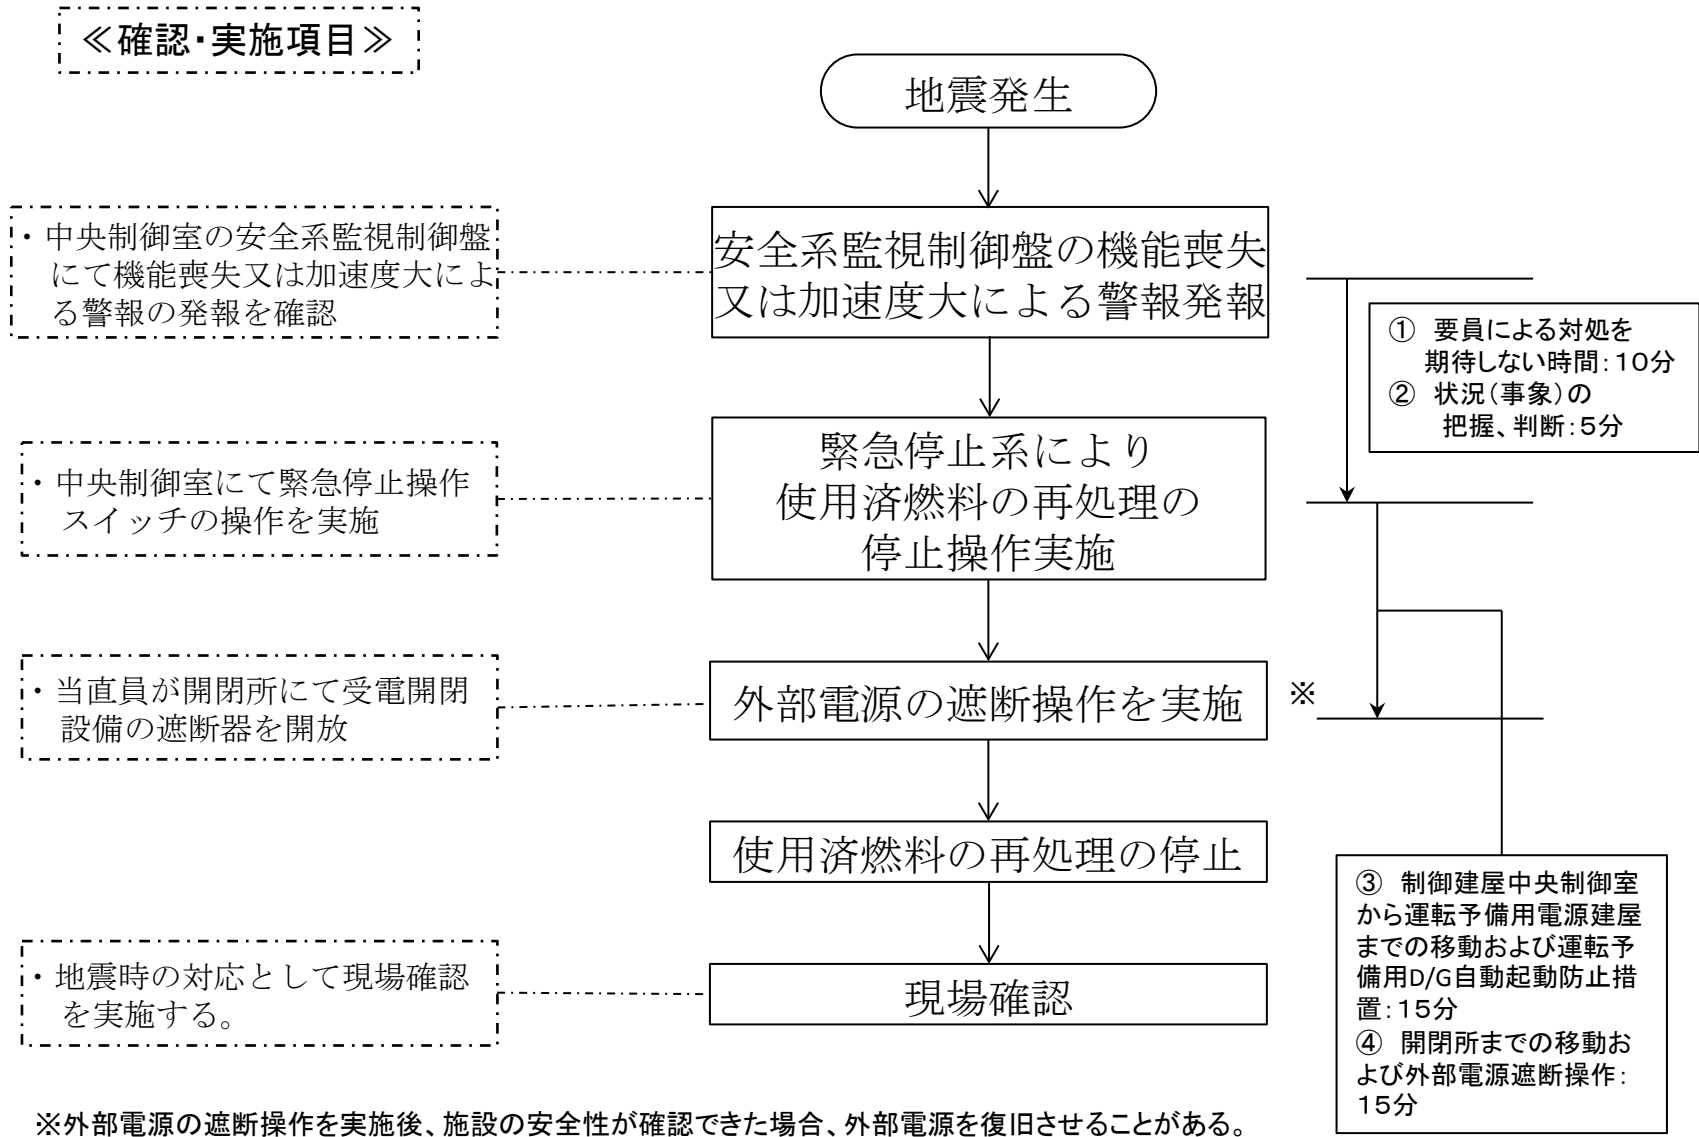 ≪確認・実施項目≫
地震発生
・中央制御室の安全系監視制御盤
にて機能喪失又は加速度大によ
る警報の発報を確認
安全系監視制御盤の機能喪失
又は加速度大による警報発報
① 要員による対処を
期待しない時間：10分
② 状況（事象）の
把握、判断：5分
・中央制御室にて緊急停止操作
スイッチの操作を実施
緊急停止系により
使用済燃料の再処理の
停止操作実施
・当直員が開閉所にて受電開閉
設備の遮断器を開放
外部電源の遮断操作を実施
※
使用済燃料の再処理の停止
③ 制御建屋中央制御室
から運転予備用電源建屋
までの移動および運転予
備用D/G自動起動防止措
置：15分
④ 開閉所までの移動お
よび外部電源遮断操作：
15分
・地震時の対応として現場確認
を実施する。
現場確認
※外部電源の遮断操作を実施後、施設の安全性が確認できた場合、外部電源を復旧させることがある。